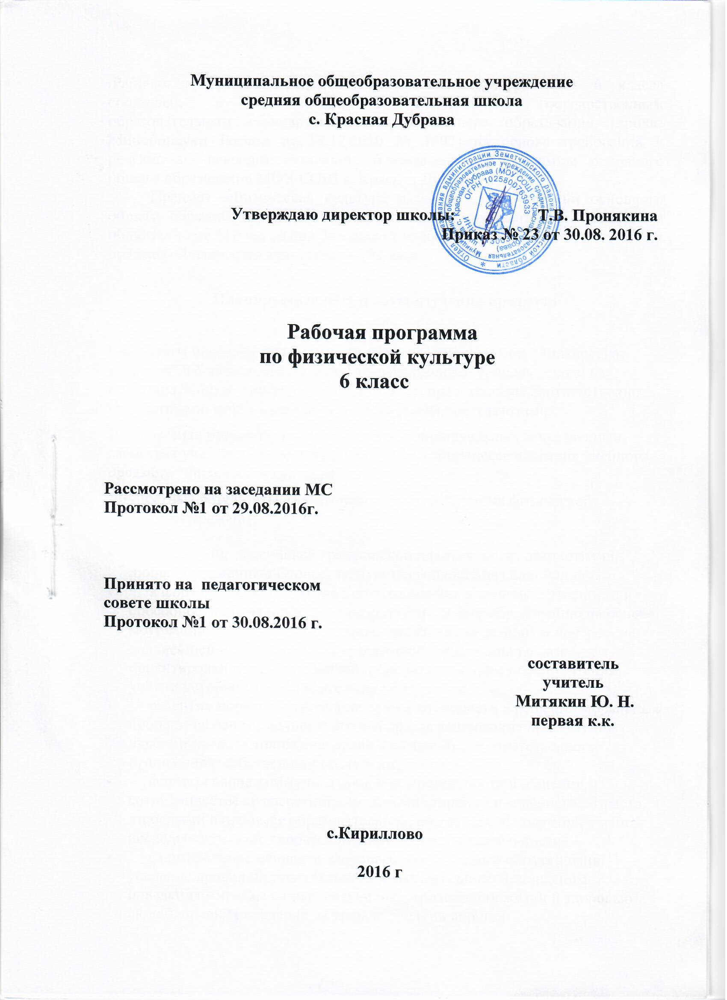 Муниципальное общеобразовательное учреждение
средняя общеобразовательная школа
с. Красная Дубрава
Утверждаю директор школы: Т.В. Пронякина
Приказ № 23 от 30.08. 2016 г.
Отдел образования администрации Земетчинского района Пензенской области *
Муниципальное общеобразовательное учреждение средняя общеобразовательная
школа с. Красная Дубрава (МОУ СОШ с. Красная Дубрава)
ОГРН 1025800763933
ИНН
Рабочая программа
по физической культуре
6 класс
Рассмотрено на заседании МС
Протокол №1 от 29.08.2016г.
Принято на педагогическом
совете школы
Протокол №1 от 30.08.2016 г.
составитель
учитель
Митякин Ю. Н.
первая к.к.
с.Кириллово
2016 г